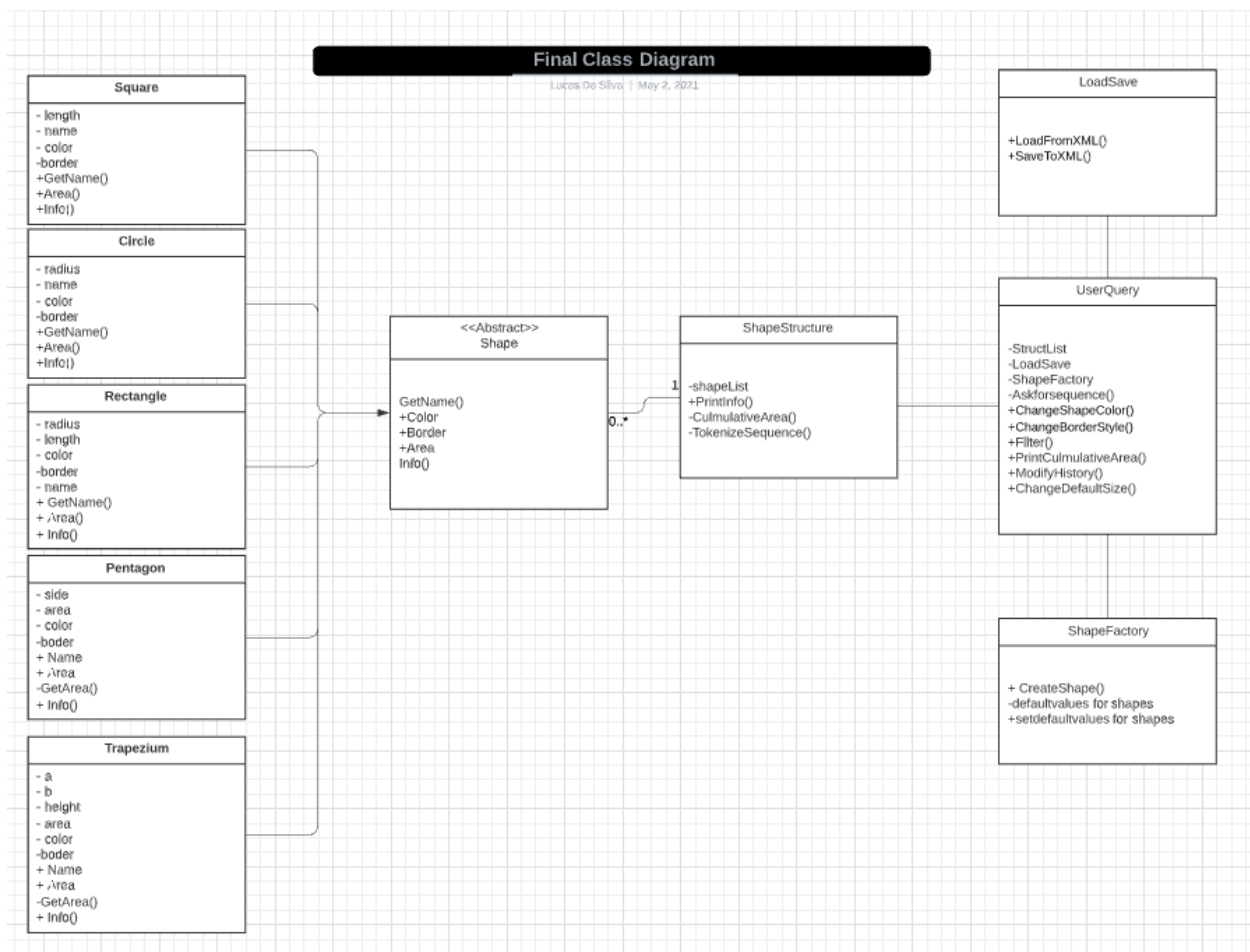 Final Class Diagram
Lucas Da Silva | May 2, 2021
Square
- length
- name
- color
-border
+GetName()
+Area()
+Info()
Circle
- radius
- name
- color
-border
+GetName()
+Area()
+Info()
Rectangle
- radius
- length
- color
-border
- name
+ GetName()
+ Area()
+ Info()
Pentagon
- side
- area
- color
-boder
+ Name
+ Area
-GetArea()
+ Info()
Trapezium
- a
- b
- height
- area
- color
-boder
+ Name
+ Area
-GetArea()
+ Info()
<<Abstract>>
Shape
GetName()
+Color
+Border
+Area
Info()
0..*
1
ShapeStructure
-shapeList
+PrintInfo()
-CulmulativeArea()
-TokenizeSequence()
LoadSave
+LoadFromXML()
+SaveToXML()
UserQuery
-StructList
-LoadSave
-ShapeFactory
-Askforsequence()
+ChangeShapeColor()
+ChangeBorderStyle()
+Filter()
+PrintCulmulativeArea()
+ModifyHistory()
+ChangeDefaultSize()
ShapeFactory
+ CreateShape()
-defaultvalues for shapes
+setdefaultvalues for shapes